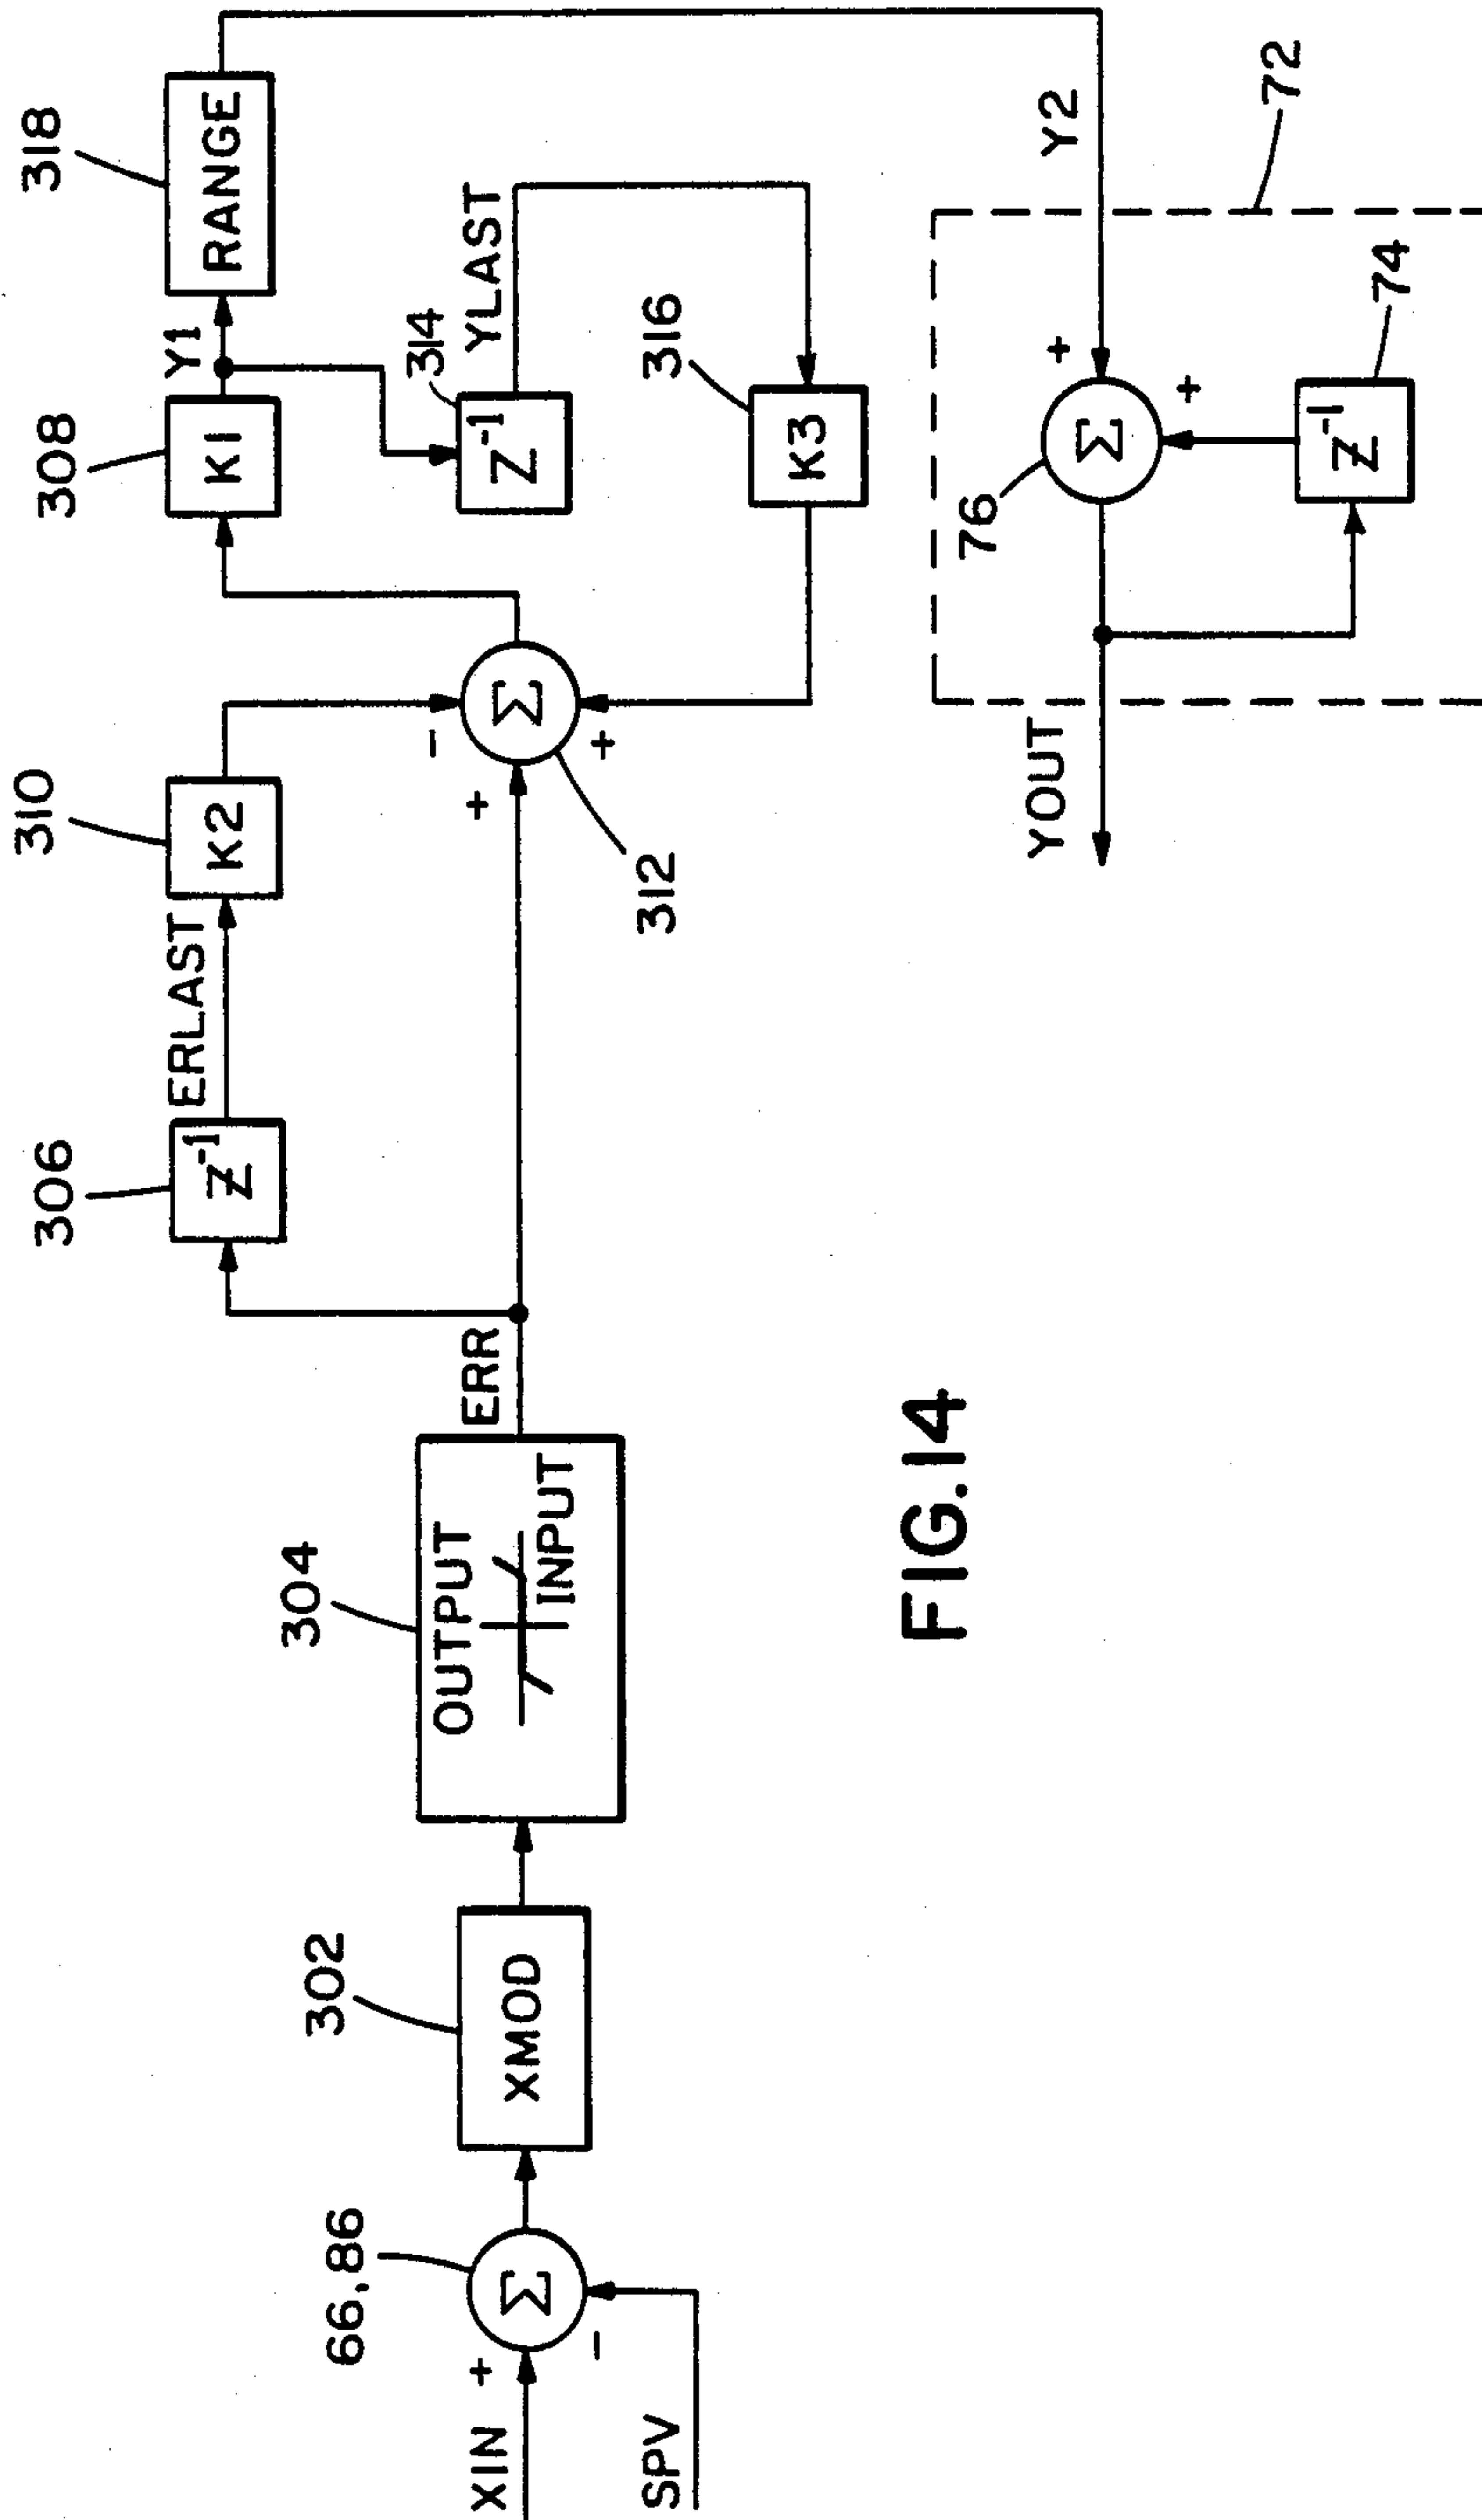 66,86
XIN
+
Σ
-
SPV
302
XMOD
304
OUTPUT
INPUT
ERR
306
Z-1
ERLAST
310
K2
-
+
Σ
+
312
308
K1
Y1
318
RANGE
314
Z-1
YLAST
316
K3
Y2
72
+
76
Σ
+
YOUT
Z-1
74
FIG.14